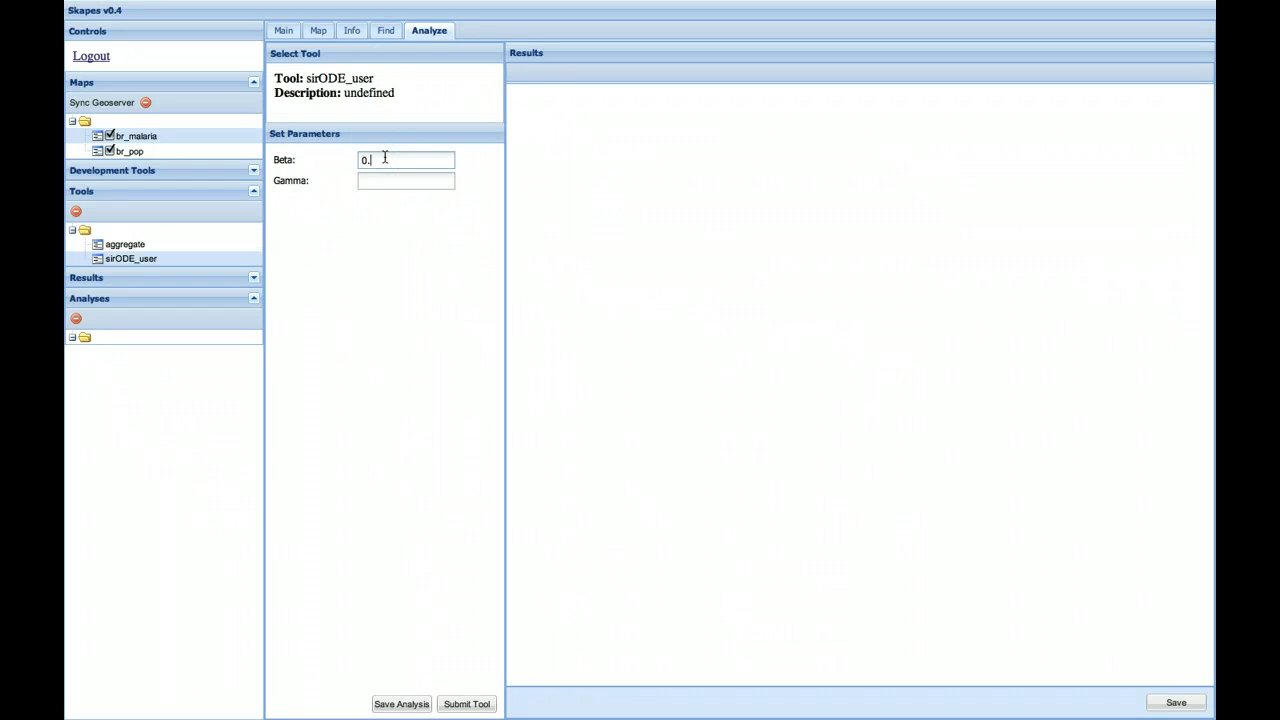 Skapes v0.4
Controls
Main
Map
Info
Find
Analyze
Logout
Select Tool
Results
Tool: sirODE_user
Description: undefined
Maps
Sync Geoserver
br_malaria
br_pop
Set Parameters
Beta:
0.
Gamma:
Development Tools
Tools
aggregate
sirODE_user
Results
Analyses
Save Analysis
Submit Tool
Save